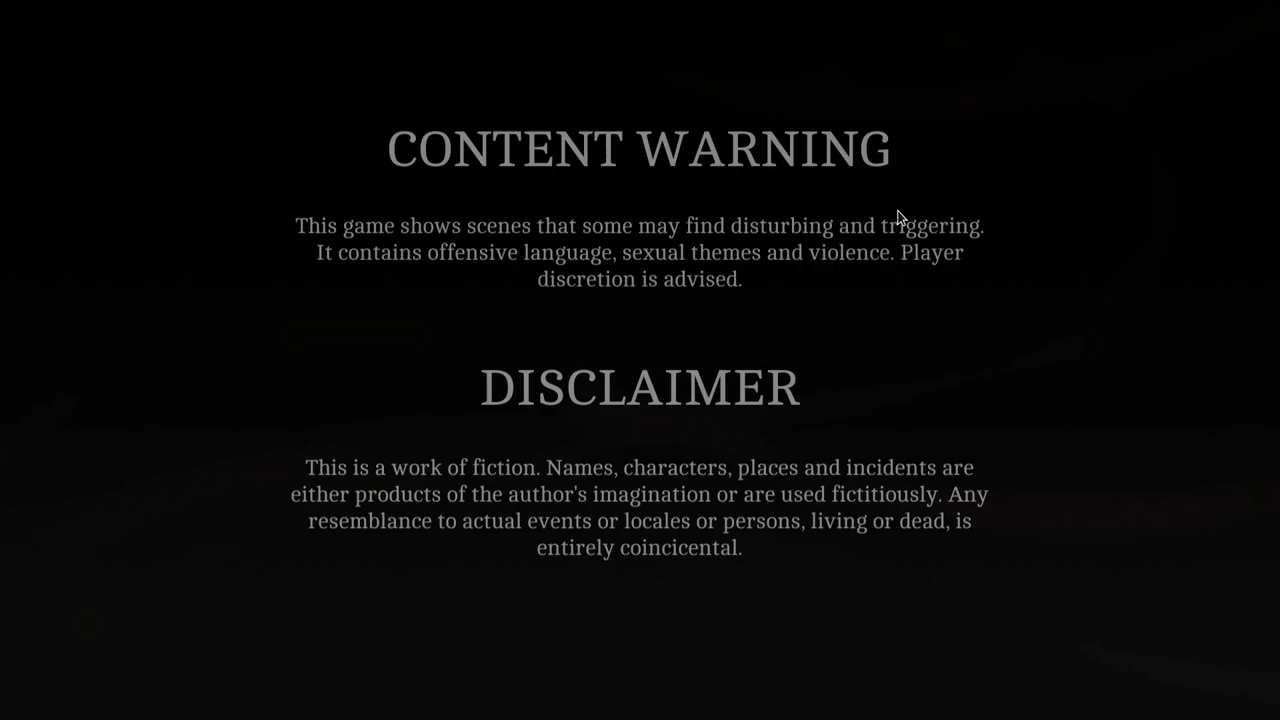 CONTENT WARNING
This game shows scenes that some may find disturbing and triggering.
It contains offensive language, sexual themes and violence. Player
discretion is advised.
DISCLAIMER
This is a work of fiction. Names, characters, places and incidents are
either products of the author's imagination or are used fictitiously. Any
resemblance to actual events or locales or persons, living or dead, is
entirely coincicental.